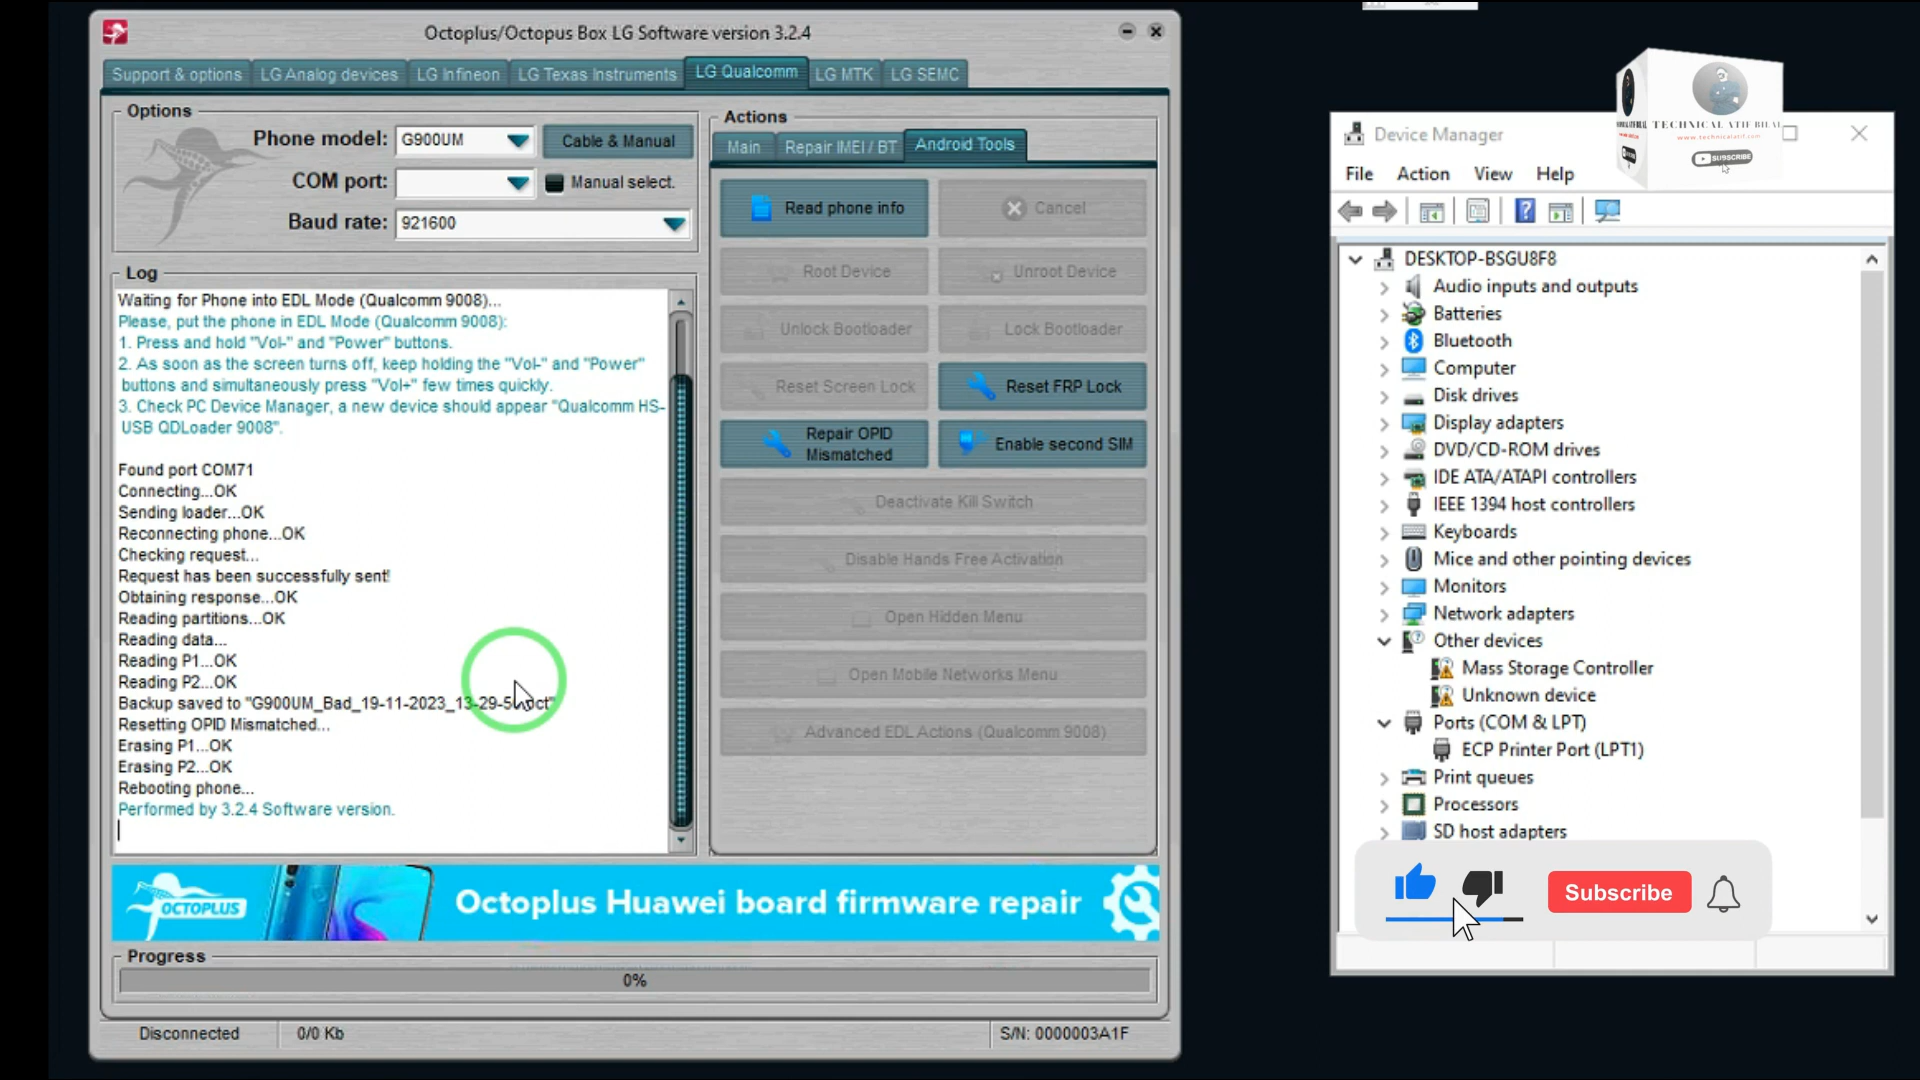 Octoplus/Octopus Box LG Software version 3.2.4
Support & options
LG Analog devices
LG Infineon
LG Texas Instruments
LG Qualcomm
LG MTK
LG SEMC
Options
Phone model:
G900UM
Cable & Manual
COM port:
Manual select.
Baud rate:
921600
Log
Waiting for Phone into EDL Mode (Qualcomm 9008)...
Please, put the phone in EDL Mode (Qualcomm 9008):
1. Press and hold "Vol-" and "Power" buttons.
2. As soon as the screen turns off, keep holding the "Vol-" and "Power"
buttons and simultaneously press "Vol+" few times quickly.
3. Check PC Device Manager, a new device should appear "Qualcomm HS-
USB QDLoader 9008".
Found port COM71
Connecting...OK
Sending loader...OK
Reconnecting phone...OK
Checking request...
Request has been successfully sent!
Obtaining response...OK
Reading partitions...OK
Reading data...
Reading P1...OK
Reading P2...OK
Backup saved to
Resetting OPID Mismatched...
Erasing P1...OK
Erasing P2...OK
Rebooting phone...
Performed by 3.2.4 Software version.
Actions
Main
Repair IMEI / BT
Android Tools
Read phone info
Cancel
Root Device
Unroot Device
Unlock Bootloader
Lock Bootloader
Reset Screen Lock
Reset FRP Lock
Repair OPID
Mismatched
Enable second SIM
Deactivate Kill Switch
Disable Hands Free Activation
Open Hidden Menu
Open Mobile Networks Menu
Advanced EDL Actions (Qualcomm 9008)
OCTOPLUS
Octoplus Huawei board firmware repair
Progress
0%
Disconnected
0/0 Kb
S/N: 0000003A1F
TECHNICAL ATIF BILAL
www.technicalatif.com
SUBSCRIBE
Device Manager
File
Action
View
Help
DESKTOP-BSGU8F8
Audio inputs and outputs
Batteries
Bluetooth
Computer
Disk drives
Display adapters
DVD/CD-ROM drives
IDE ATA/ATAPI controllers
IEEE 1394 host controllers
Keyboards
Mice and other pointing devices
Monitors
Network adapters
Other devices
Mass Storage Controller
Unknown device
Ports (COM & LPT)
ECP Printer Port (LPT1)
Print queues
Processors
SD host adapters
Subscribe